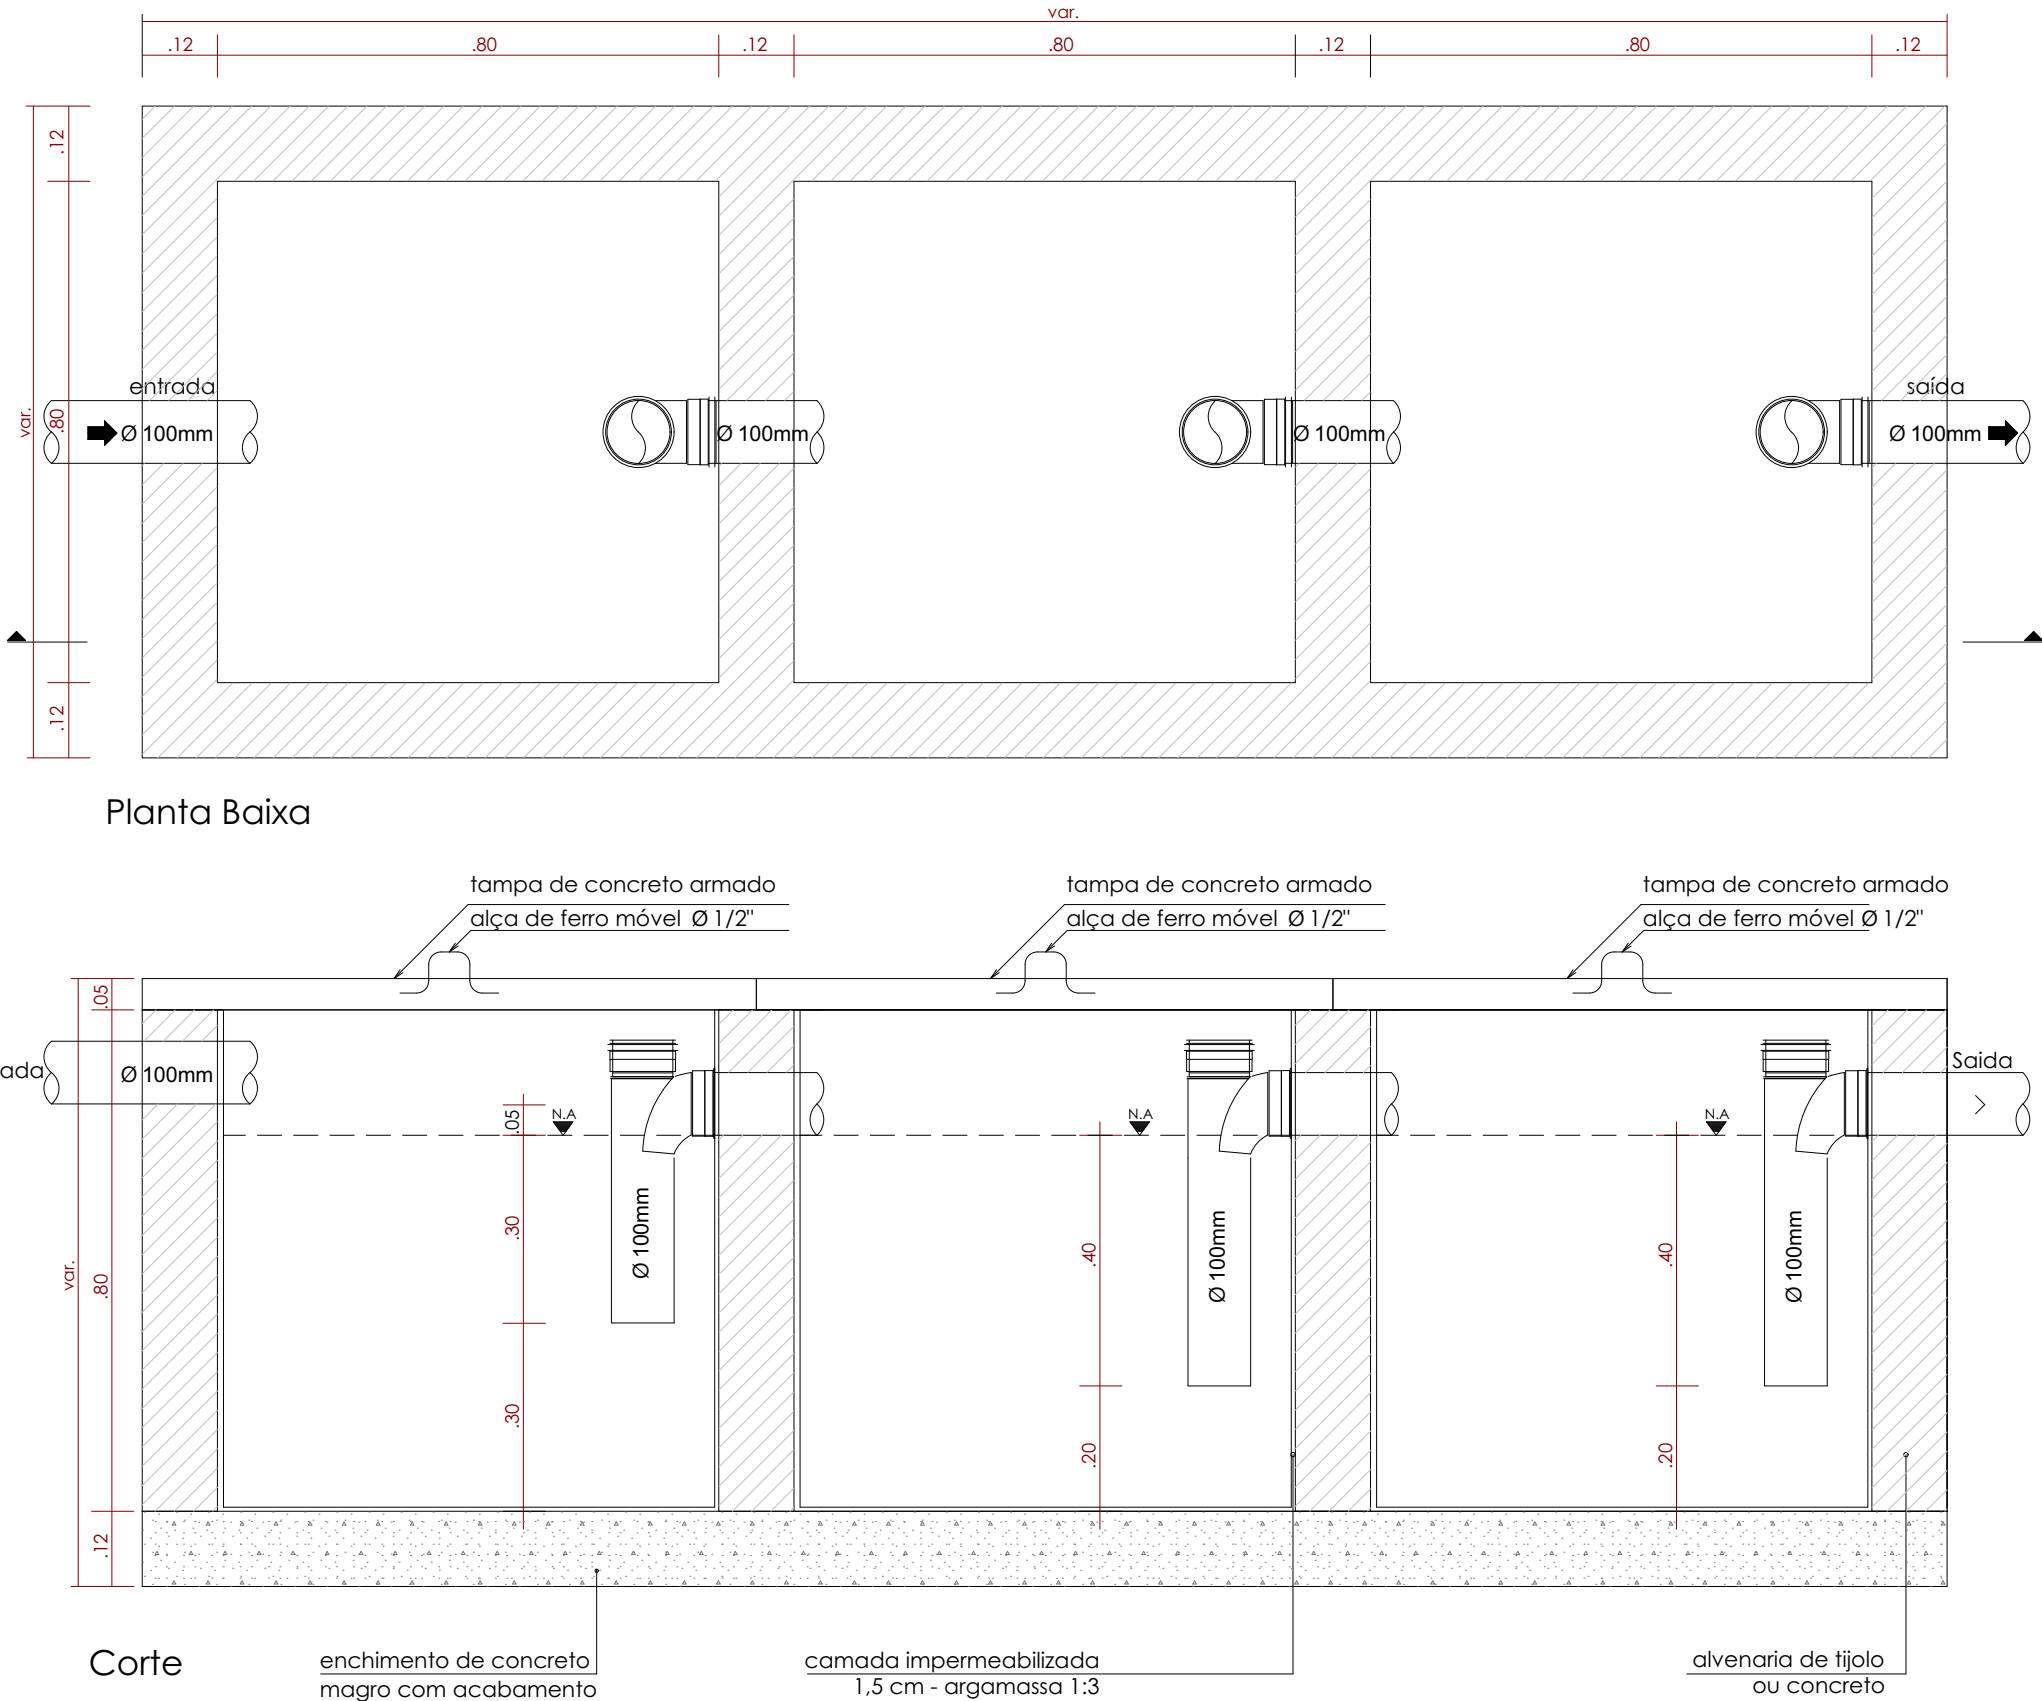 var.
.12 .80 .12 .80 .12 .80 .12
.12
entrada
saída
var.
.80
Ø 100mm Ø 100mm Ø 100mm Ø 100mm
.12
Planta Baixa
tampa de concreto armado tampa de concreto armado tampa de concreto armado
alça de ferro móvel Ø 1/2" alça de ferro móvel Ø 1/2" alça de ferro móvel Ø 1/2"
.05
ada
Ø 100mm
Saida
.05
N.A N.A N.A
.30
Ø 100mm
.40
Ø 100mm
.40
Ø 100mm
var.
.80
.30
.20
.20
.12
Corte
enchimento de concreto
magro com acabamento
camada impermeabilizada
1,5 cm - argamassa 1:3
alvenaria de tijolo
ou concreto